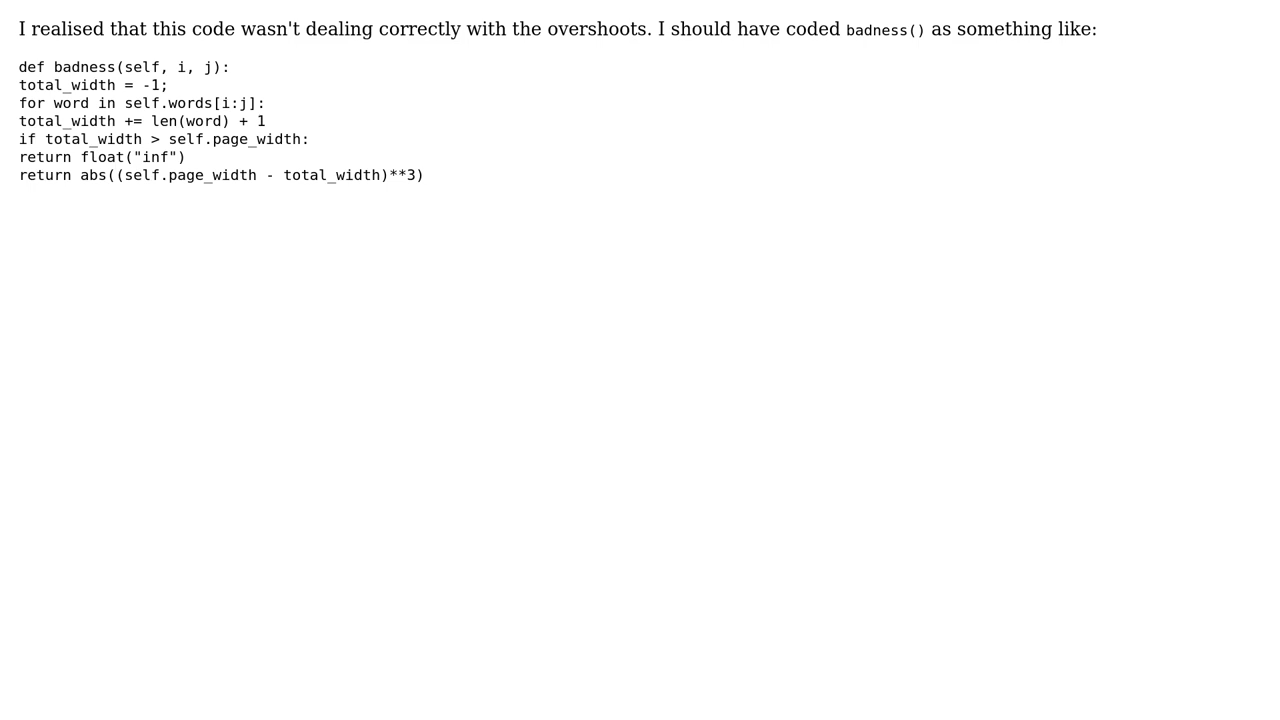 I realised that this code wasn't dealing correctly with the overshoots. I should have coded badness() as something like:
def badness(self, i, j):
total_width = -1;
for word in self.words[i:j]:
total_width += len(word) + 1
if total_width > self.page_width:
return float("inf")
return abs((self.page_width - total_width)**3)